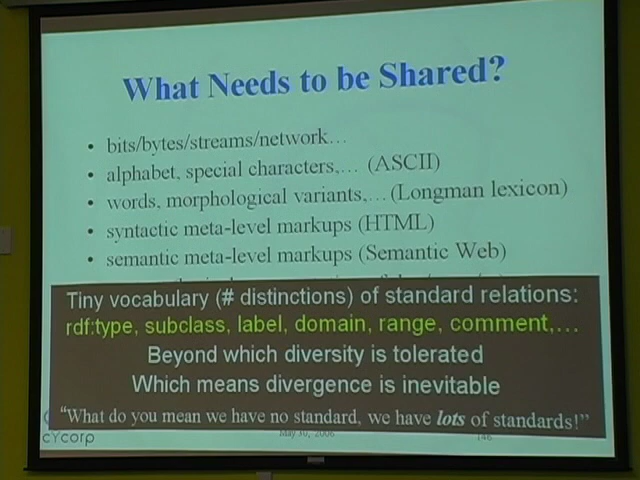 What Needs to be Shared?
• bits/bytes/streams/network…
• alphabet, special characters,… (ASCII)
• words, morphological variants,… (Longman lexicon)
• syntactic meta-level markups (HTML)
• semantic meta-level markups (Semantic Web)
Tiny vocabulary (# distinctions) of standard relations:
rdf:type, subclass, label, domain, range, comment,…
Beyond which diversity is tolerated
Which means divergence is inevitable
"What do you mean we have no standard, we have lots of standards!"
cYcorp
May 30, 2006
146